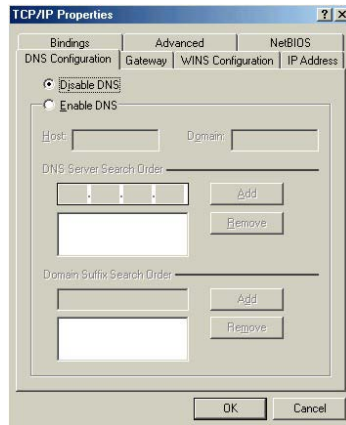 TCP/IP Properties
Bindings Advanced NetBIOS
DNS Configuration Gateway WINS Configuration IP Address
Disable DNS
Enable DNS
Host: Domain:
DNS Server Search Order
Add
Remove
Domain Suffix Search Order
Add
Remove
OK Cancel